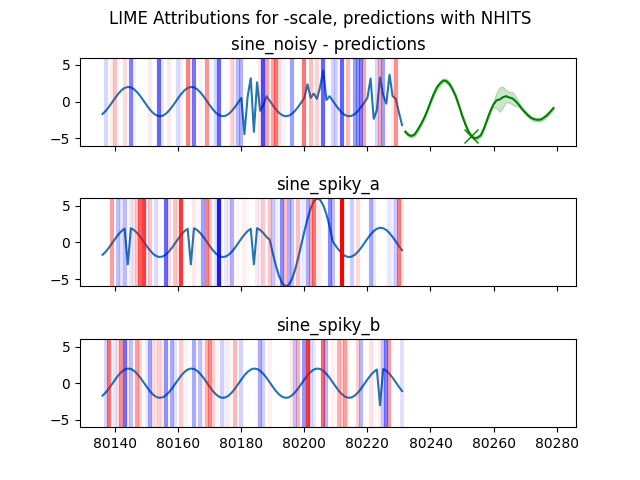 LIME Attributions for -scale, predictions with NHITS
sine_noisy - predictions
5
0
−5
sine_spiky_a
5
0
−5
sine_spiky_b
5
0
−5
80140 80160 80180 80200 80220 80240 80260 80280